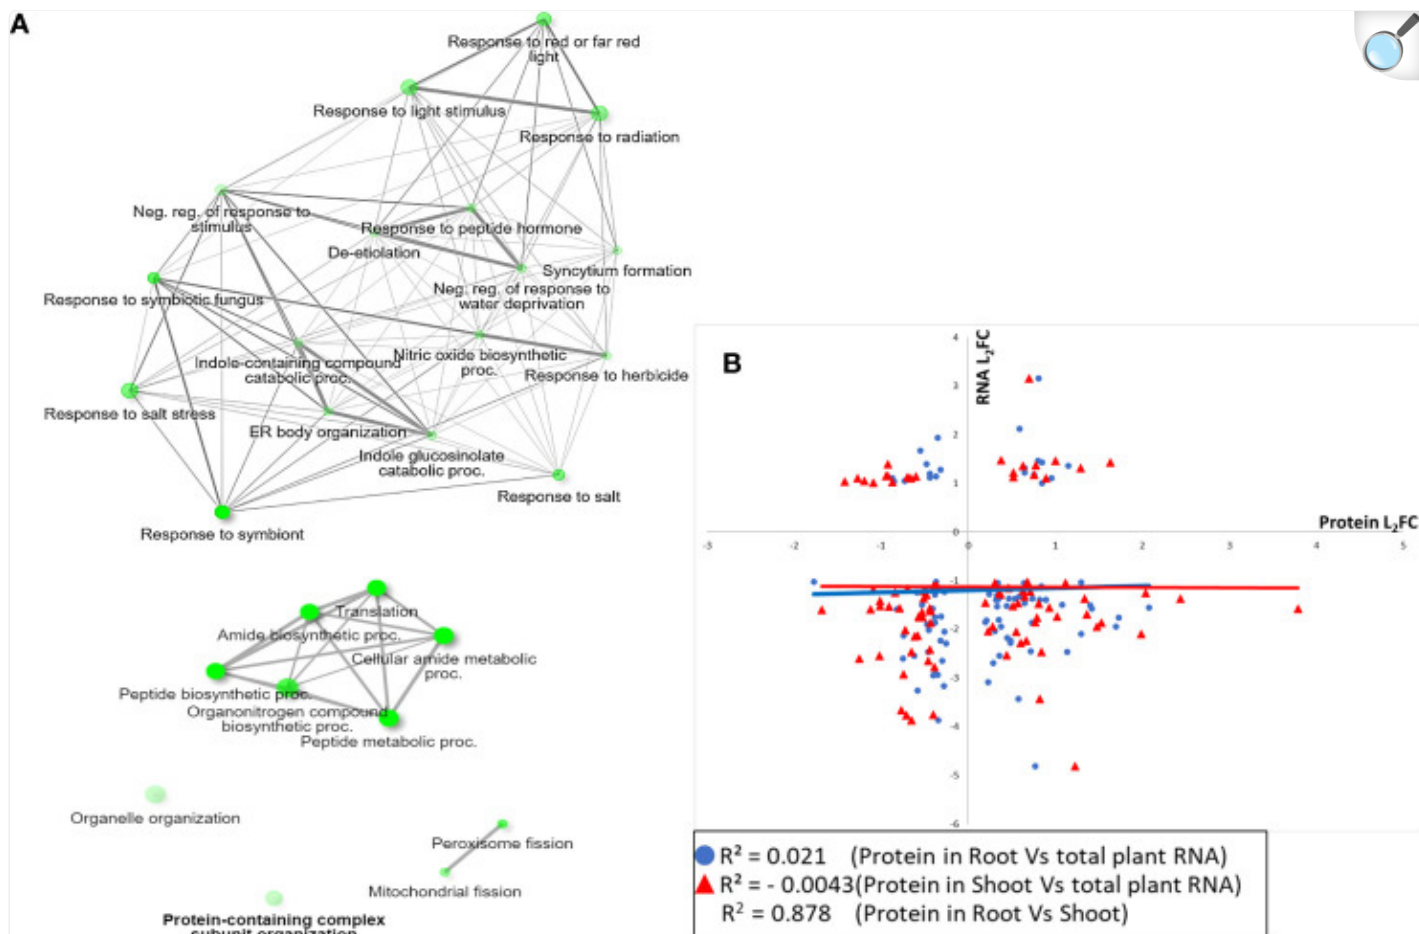 A
Response to red or far red
light
Response to light stimulus
Response to radiation
Neg. reg. of response to
stimulus
Response to peptide hormone
De-etiolation
Syncytium formation
Neg. reg. of response to
water deprivation
Response to symbiotic fungus
Indole-containing compound
catabolic proc.
Nitric oxide biosynthetic
proc.
Response to herbicide
Response to salt stress
ER body organization
Indole glucosinolate
catabolic proc.
Response to salt
Response to symbiont
Translation
Amide biosynthetic proc.
Cellular amide metabolic
proc.
Peptide biosynthetic proc.
Organonitrogen compound
biosynthetic proc.
Peptide metabolic proc.
Organelle organization
Peroxisome fission
Mitochondrial fission
Protein-containing complex
subunit organization
B
RNA L₂FC
4
3
2
1
0
Protein L₂FC
-3 -2 -1 0 1 2 3 4 5
-1
-2
-3
-4
-5
-6
R² = 0.021 (Protein in Root Vs total plant RNA)
R² = - 0.0043(Protein in Shoot Vs total plant RNA)
R² = 0.878 (Protein in Root Vs Shoot)